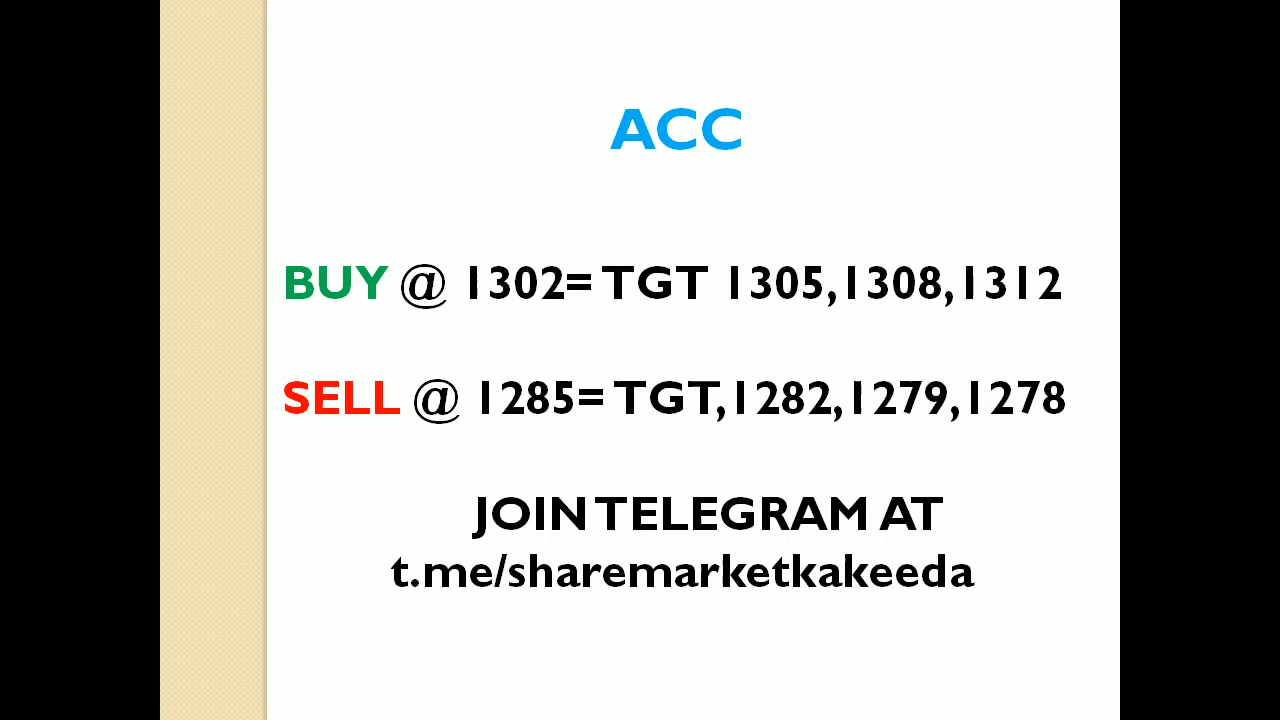 ACC
BUY @ 1302= TGT 1305,1308,1312
SELL @ 1285= TGT,1282,1279,1278
JOIN TELEGRAM AT
t.me/sharemarketkakeeda